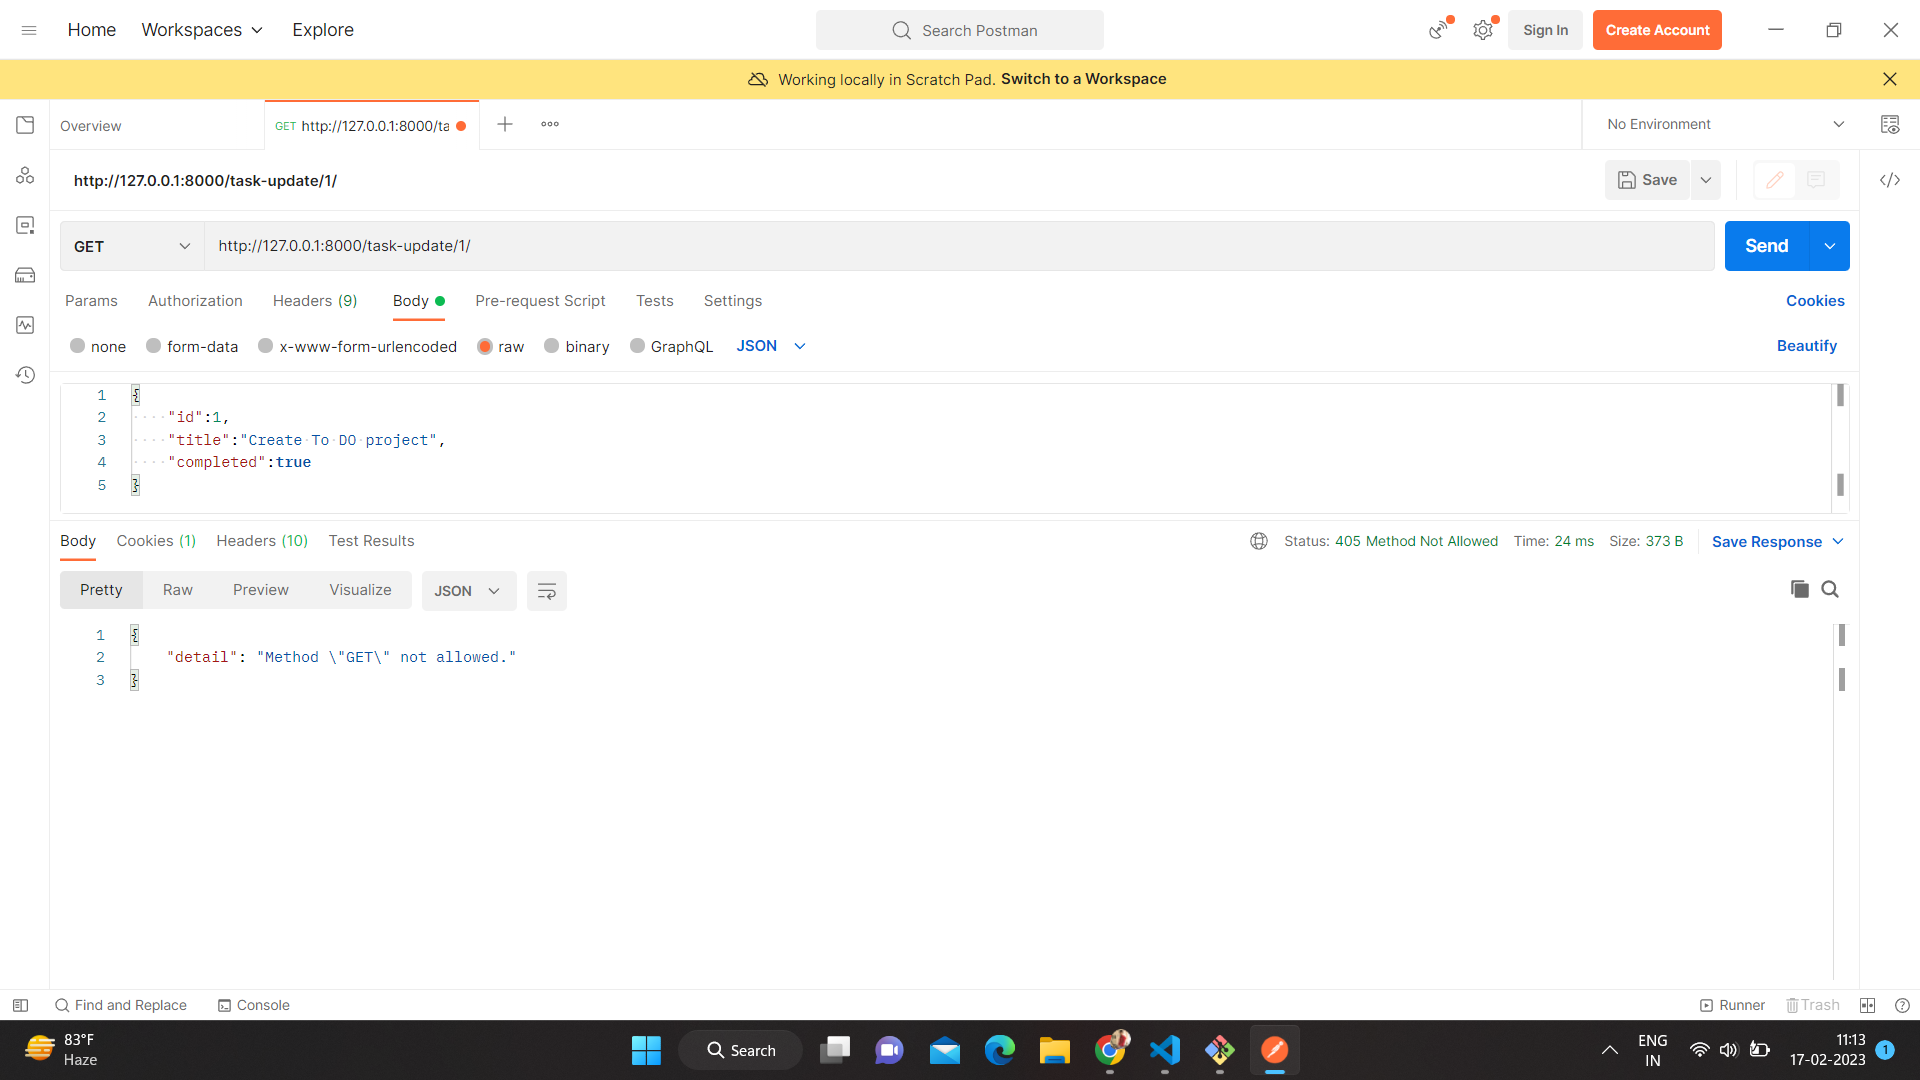 Home Workspaces Explore Search Postman Sign In Create Account
Working locally in Scratch Pad. Switch to a Workspace
Overview GET http://127.0.0.1:8000/ta No Environment
http://127.0.0.1:8000/task-update/1/ Save
GET http://127.0.0.1:8000/task-update/1/ Send
Params Authorization Headers (9) Body Pre-request Script Tests Settings Cookies
none form-data x-www-form-urlencoded raw binary GraphQL JSON Beautify
1 {
2 "id":1,
3 "title":"Create To DO project",
4 "completed":true
5 }
Body Cookies (1) Headers (10) Test Results Status: 405 Method Not Allowed Time: 24 ms Size: 373 B Save Response
Pretty Raw Preview Visualize JSON
1 {
2 "detail": "Method \"GET\" not allowed."
3 }
Find and Replace Console Runner Trash
83°F
Haze
Search
ENG
IN
11:13
17-02-2023
1